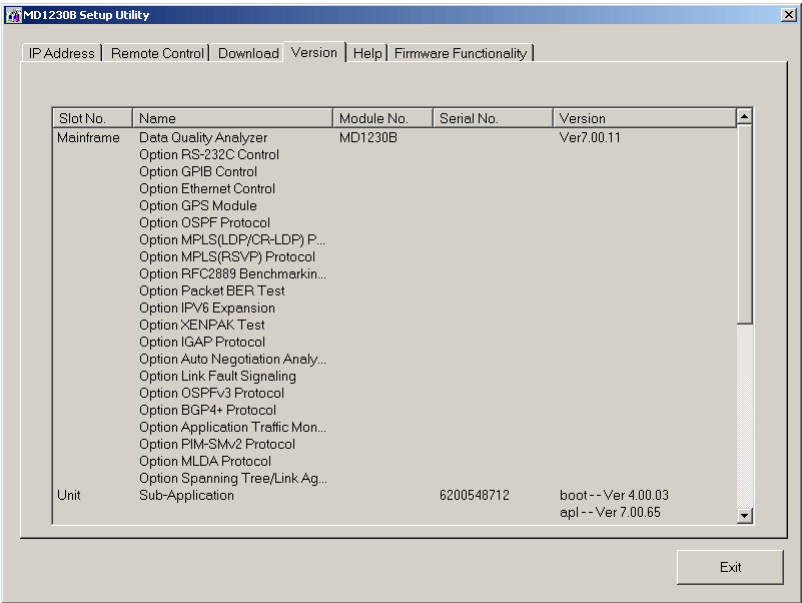 MD1230B Setup Utility
IP Address Remote Control Download Version Help Firmware Functionality
Slot No. Name Module No. Serial No. Version
Mainframe Data Quality Analyzer MD1230B Ver7.00.11
Option RS-232C Control
Option GPIB Control
Option Ethernet Control
Option GPS Module
Option OSPF Protocol
Option MPLS(LDP/CR-LDP) P...
Option MPLS(RSVP) Protocol
Option RFC2889 Benchmarkin...
Option Packet BER Test
Option IPV6 Expansion
Option XENPAK Test
Option IGAP Protocol
Option Auto Negotiation Analy...
Option Link Fault Signaling
Option OSPFv3 Protocol
Option BGP4+ Protocol
Option Application Traffic Mon...
Option PIM-SMv2 Protocol
Option MLDA Protocol
Option Spanning Tree/Link Ag...
Unit Sub-Application 6200548712 boot -- Ver 4.00.03
apl -- Ver 7.00.65
Exit